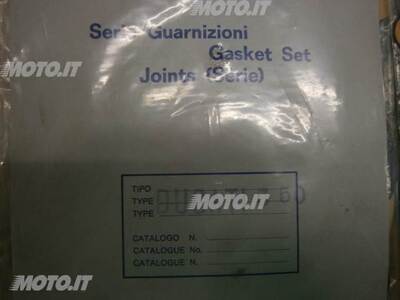 MOTO.IT MOTO.IT
Serie Guarnizioni
Gasket Set
Joints (Serie)
TIPO
TYPE DUCATI
TYPE
CATALOGO N.
CATALOGUE No.
CATALOGUE N.
MOTO.IT MOTO.IT